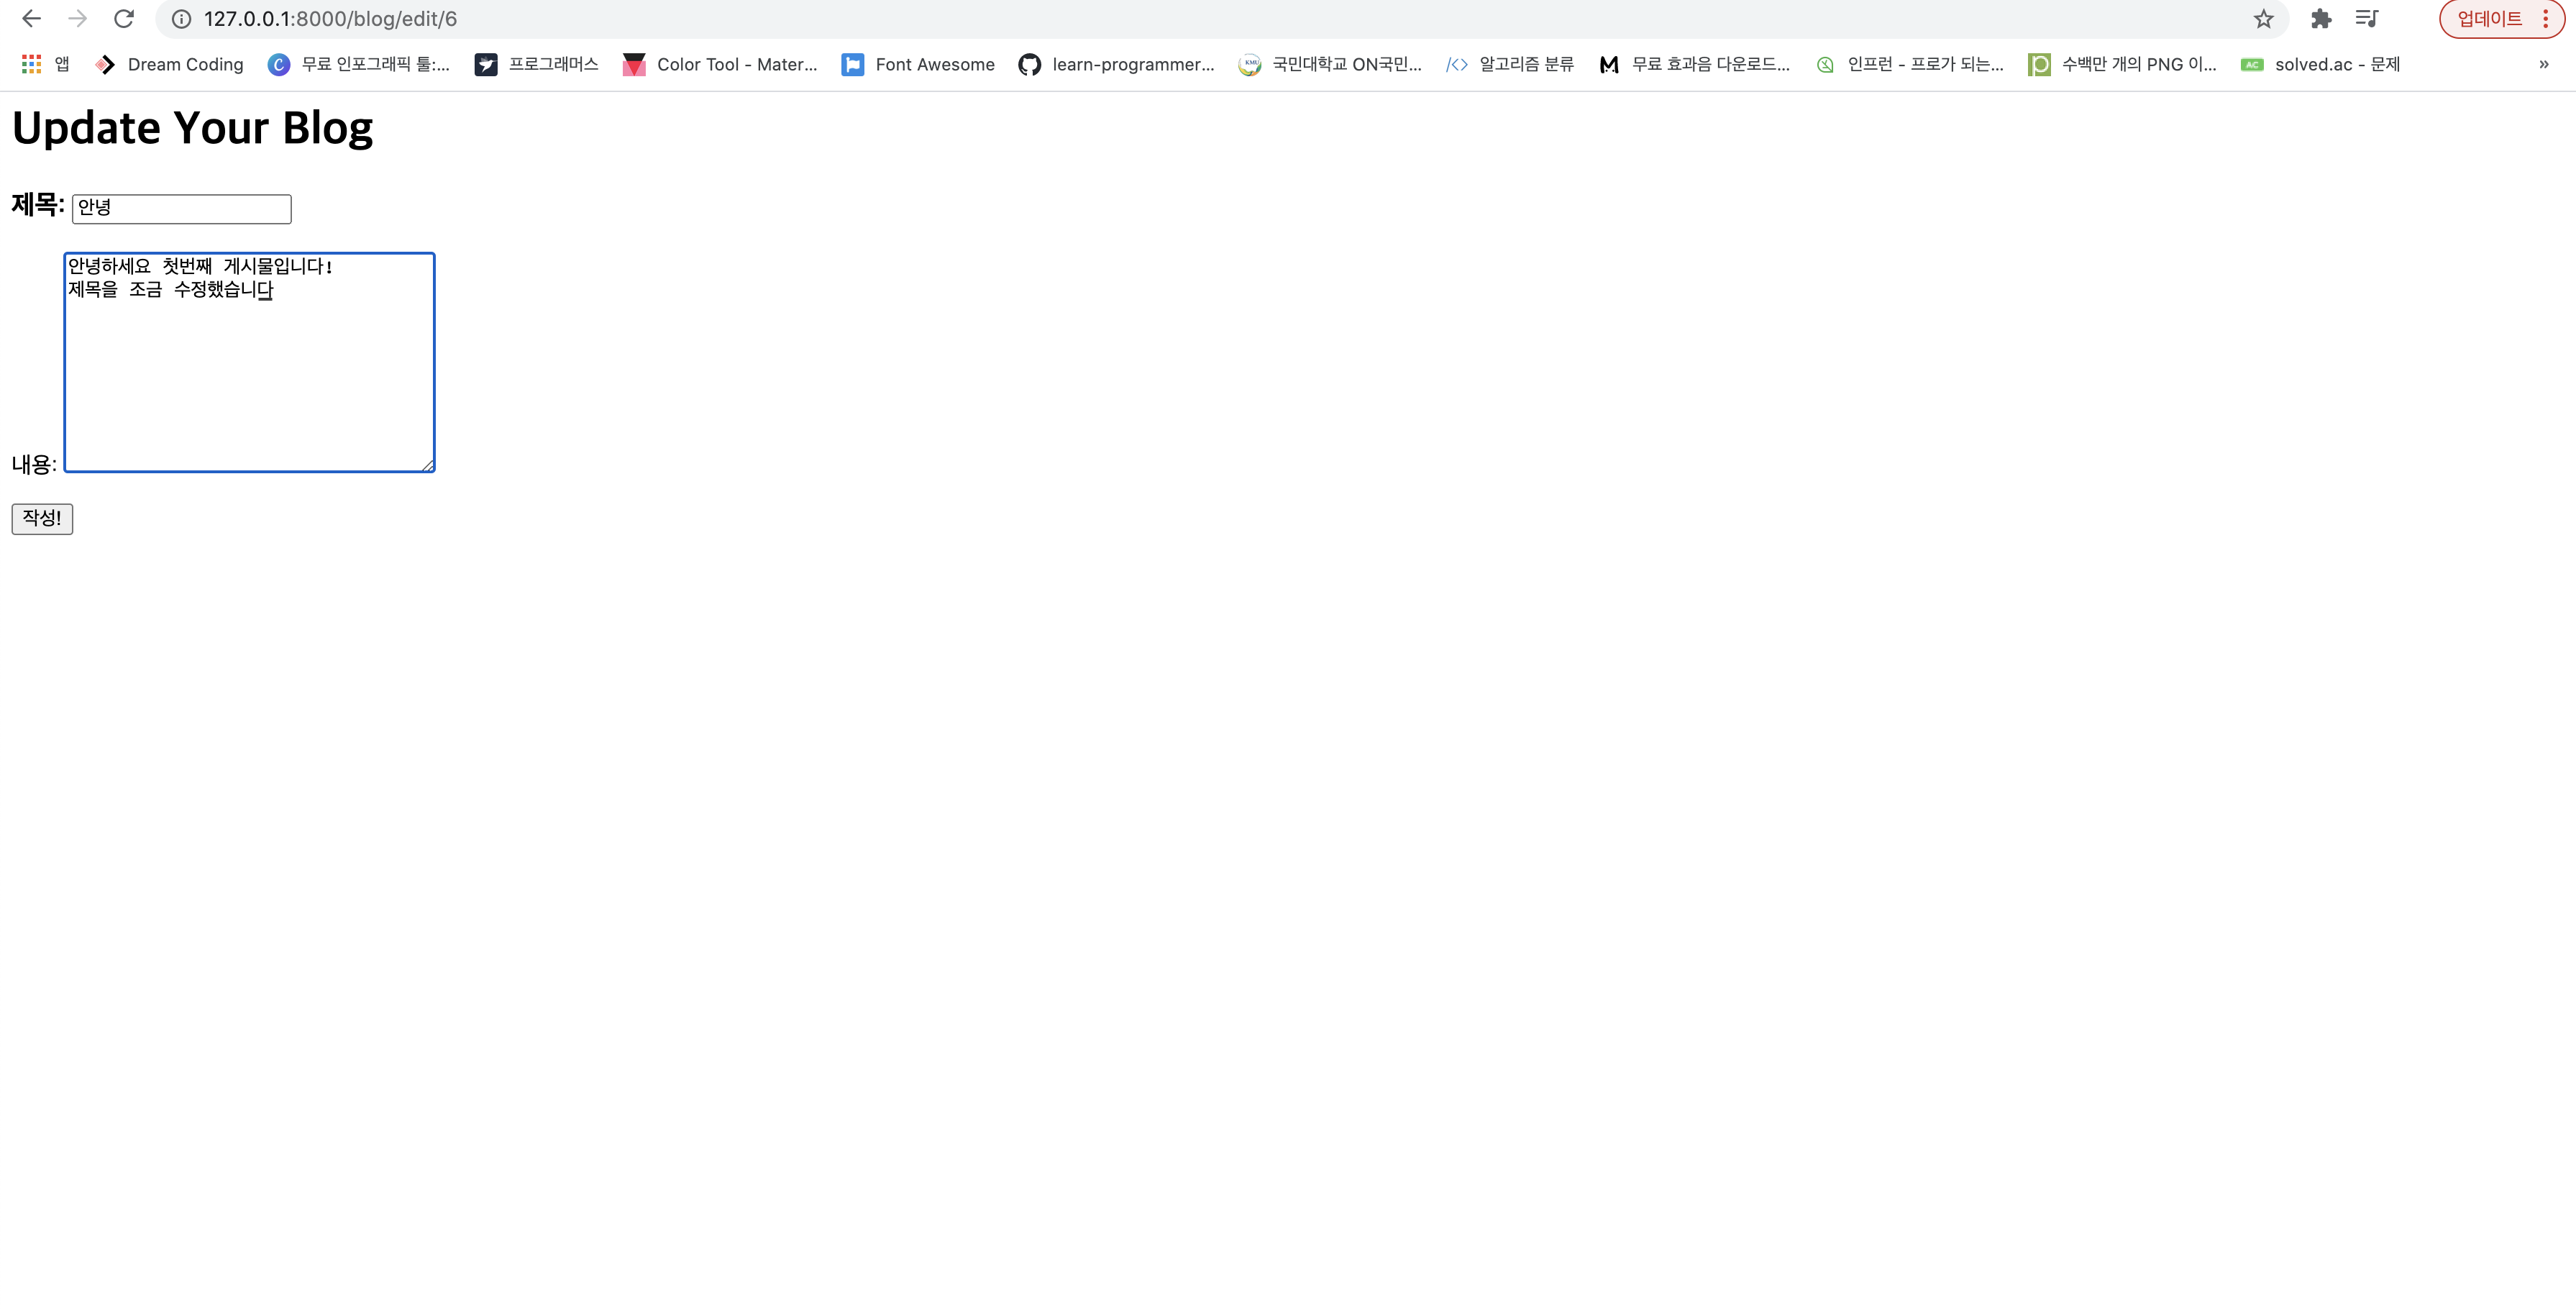 127.0.0.1:8000/blog/edit/6 업데이트
앱 Dream Coding 무료 인포그래픽 툴:... 프로그래머스 Color Tool - Mater... Font Awesome learn-programmer... KMU 국민대학교 ON국민... 알고리즘 분류 무료 효과음 다운로드... 인프런 - 프로가 되는... 수백만 개의 PNG 이... AC solved.ac - 문제 »
Update Your Blog
제목: 안녕
안녕하세요 첫번째 게시물입니다!
제목을 조금 수정했습니다
내용:
작성!